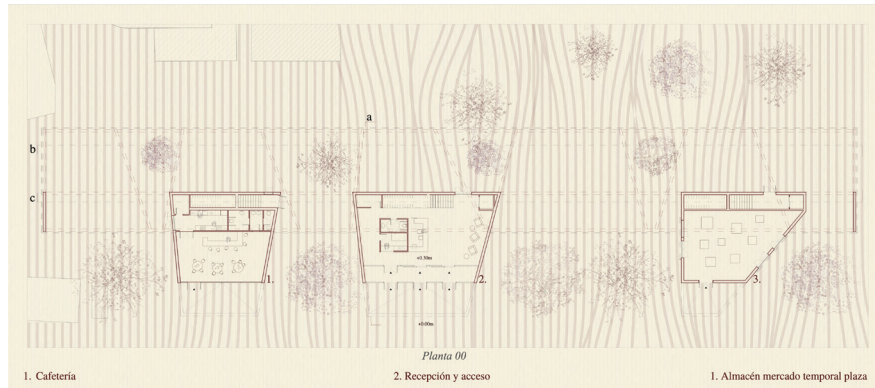 a
b
c
+0.50m
1.
2.
3.
+0.00m
Planta 00
1. Cafetería
2. Recepción y acceso
1. Almacén mercado temporal plaza